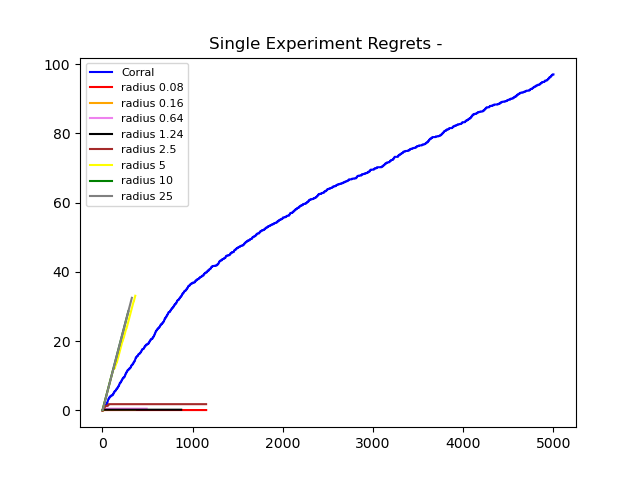 Single Experiment Regrets -
100
80
60
40
20
0
Corral
radius 0.08
radius 0.16
radius 0.64
radius 1.24
radius 2.5
radius 5
radius 10
radius 25
0 1000 2000 3000 4000 5000